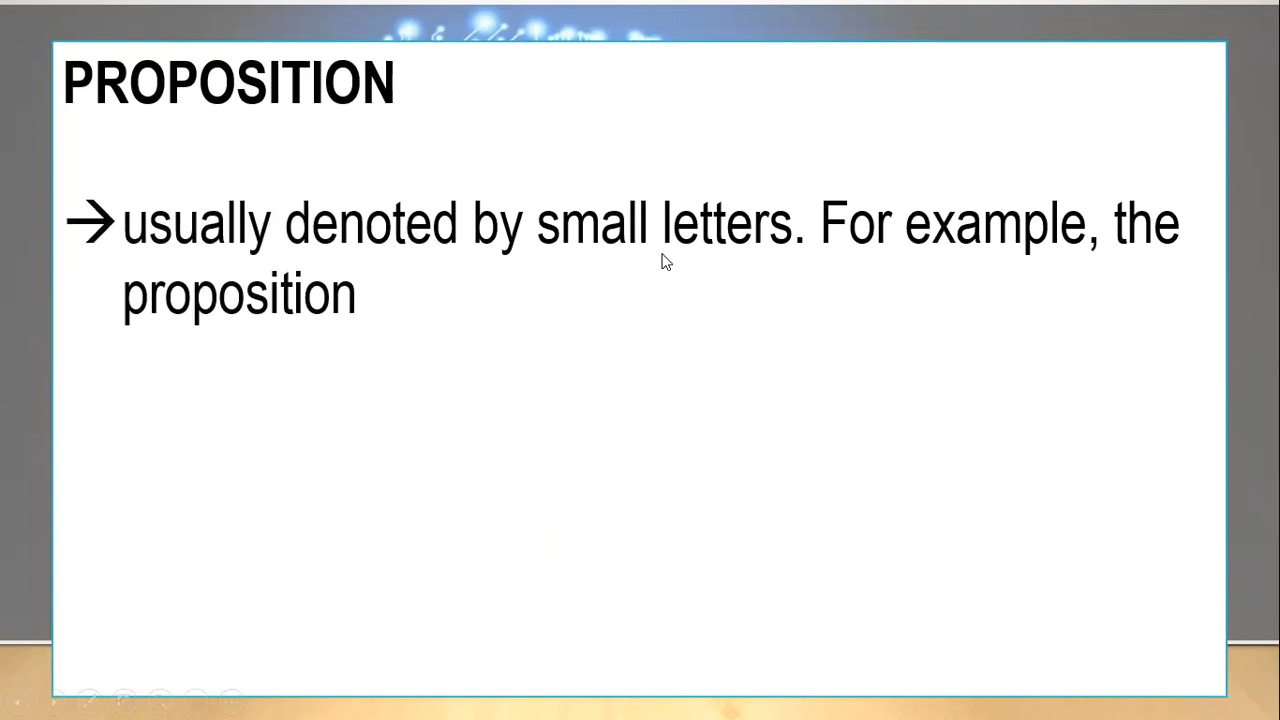 PROPOSITION
→usually denoted by small letters. For example, the
proposition